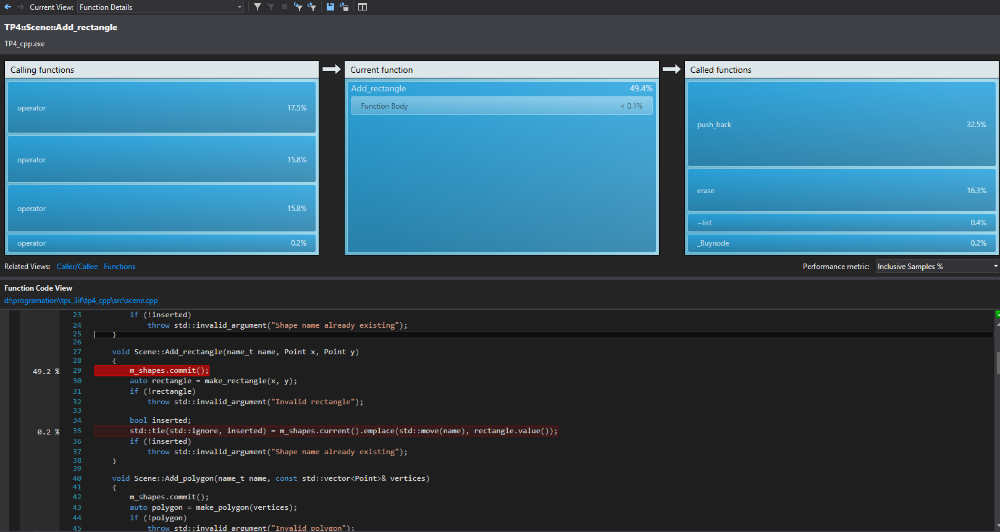 Current View: Function Details
TP4::Scene::Add_rectangle
TP4_cpp.exe
Calling functions
operator 17.5%
operator 15.8%
operator 15.8%
operator 0.2%
Current function
Add_rectangle 49.4%
Function Body < 0.1%
Called functions
push_back 32.5%
erase 16.3%
~list 0.4%
_Buynode 0.2%
Related Views: Caller/Callee Functions
Performance metric: Inclusive Samples %
Function Code View
d:\programation\tps_3if\tp4_cpp\src\scene.cpp
23 if (!inserted)
24 throw std::invalid_argument("Shape name already existing");
25 }
26
27 void Scene::Add_rectangle(name_t name, Point x, Point y)
28 {
49.2 % 29 m_shapes.commit();
30 auto rectangle = make_rectangle(x, y);
31 if (!rectangle)
32 throw std::invalid_argument("Invalid rectangle");
33
34 bool inserted;
0.2 % 35 std::tie(std::ignore, inserted) = m_shapes.current().emplace(std::move(name), rectangle.value());
36 if (!inserted)
37 throw std::invalid_argument("Shape name already existing");
38 }
39
40 void Scene::Add_polygon(name_t name, const std::vector<Point>& vertices)
41 {
42 m_shapes.commit();
43 auto polygon = make_polygon(vertices);
44 if (!polygon)
45 throw std::invalid_argument("Invalid polygon");